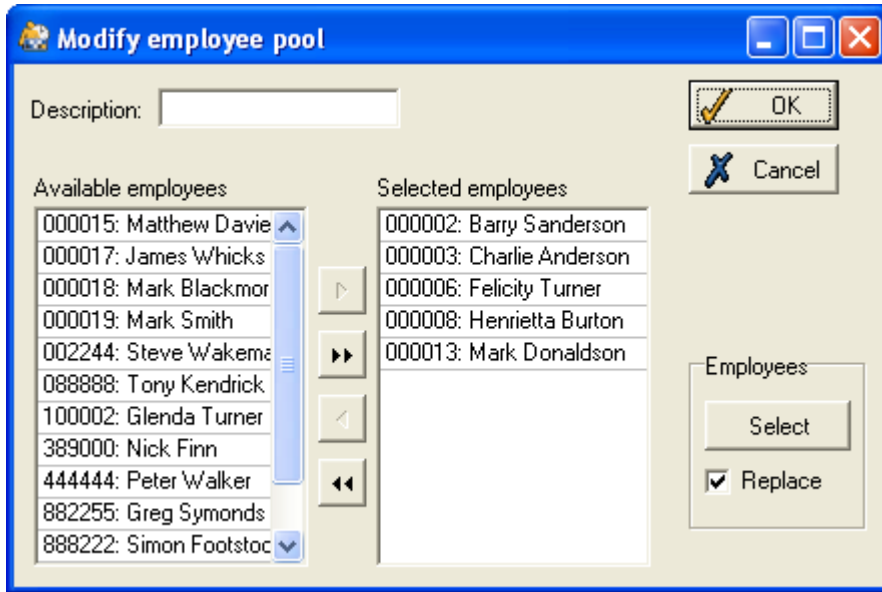 Modify employee pool
Description:
OK
Cancel
Available employees
000015: Matthew Davie
000017: James Whicks
000018: Mark Blackmor
000019: Mark Smith
002244: Steve Wakema
088888: Tony Kendrick
100002: Glenda Turner
389000: Nick Finn
444444: Peter Walker
882255: Greg Symonds
888222: Simon Footstoc
Selected employees
000002: Barry Sanderson
000003: Charlie Anderson
000006: Felicity Turner
000008: Henrietta Burton
000013: Mark Donaldson
Employees
Select
Replace